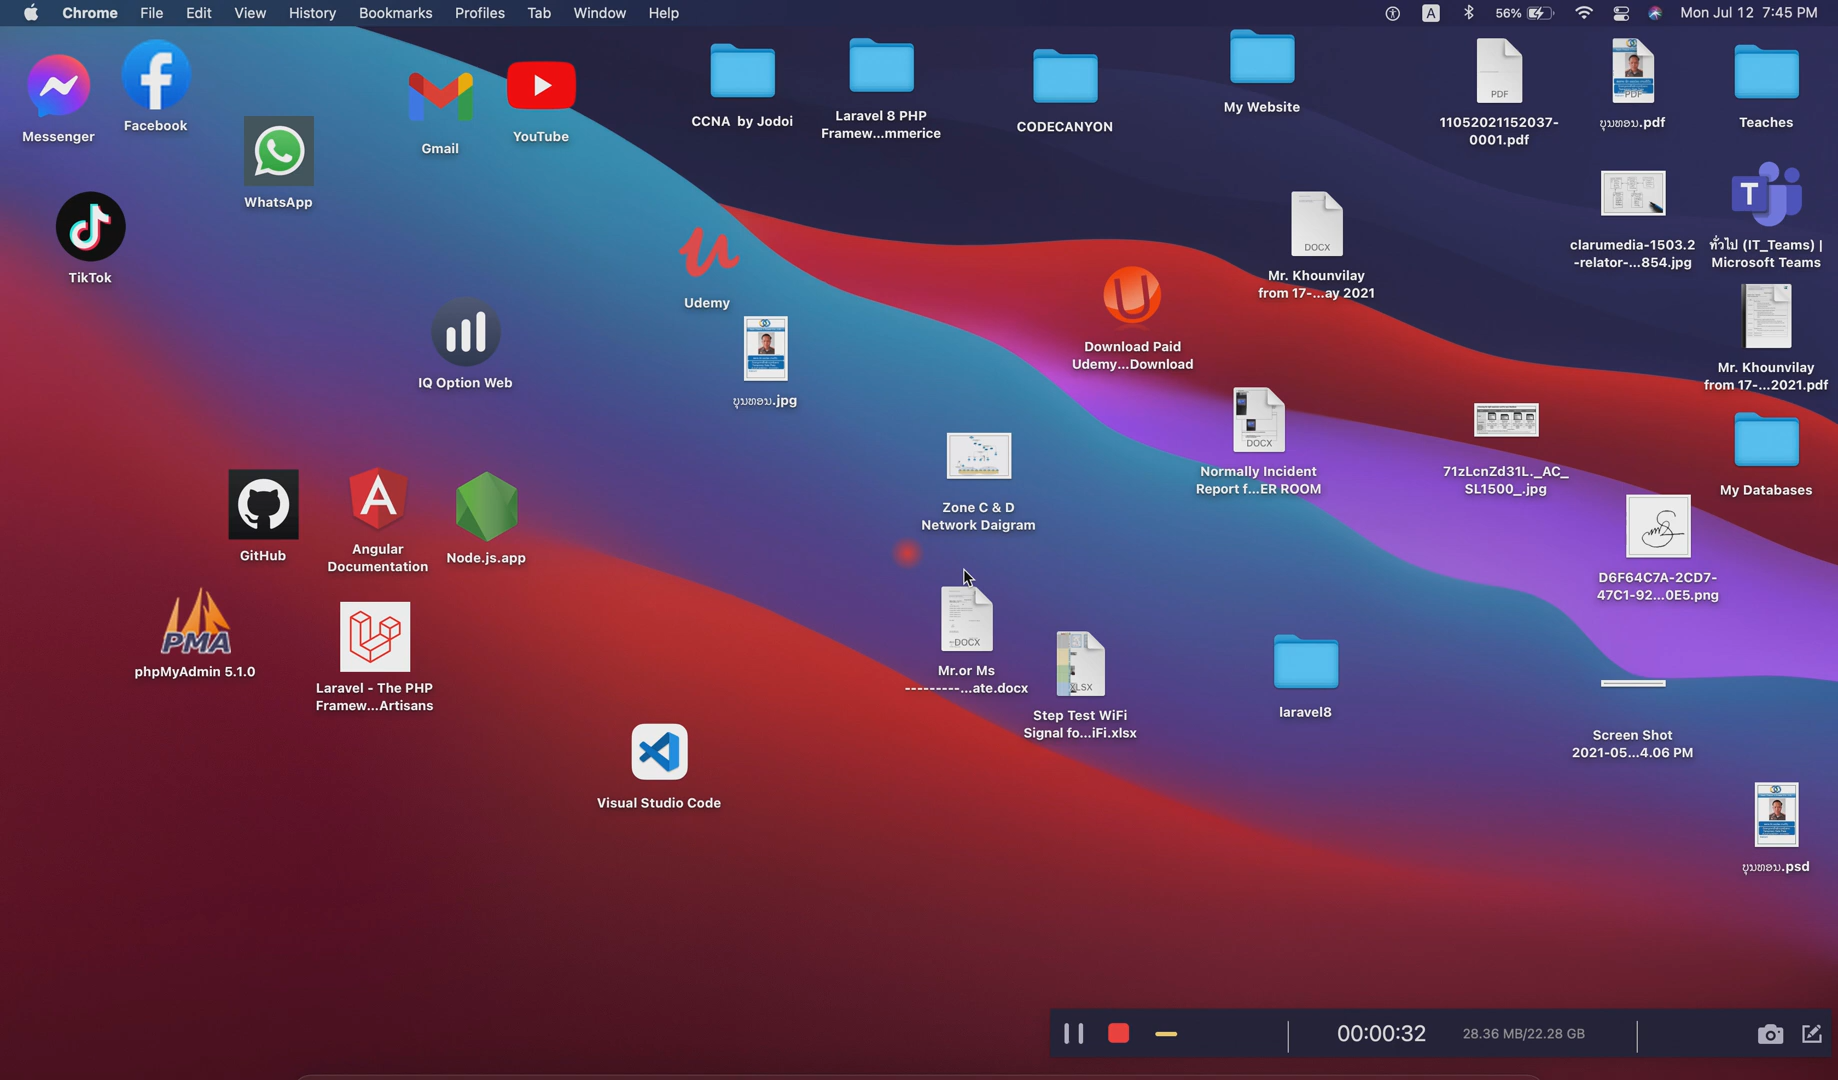 Chrome File Edit View History Bookmarks Profiles Tab Window Help
A 56% Mon Jul 12 7:45 PM
Messenger
Facebook
WhatsApp
Gmail
YouTube
CCNA by Jodoi
Laravel 8 PHP
Framew...mmerice
CODECANYON
My Website
PDF
11052021152037-
0001.pdf
PDF
ບຸນທອນ.pdf
Teaches
TikTok
Udemy
DOCX
Mr. Khounvilay
from 17-...ay 2021
clarumedia-1503.2
-relator-...854.jpg
T
ทั่วไป (IT_Teams) |
Microsoft Teams
IQ Option Web
ບຸນທອນ.jpg
Download Paid
Udemy...Download
Mr. Khounvilay
from 17-...2021.pdf
Zone C & D
Network Daigram
DOCX
Normally Incident
Report f...ER ROOM
71zLcnZd31L._AC_
SL1500_.jpg
My Databases
GitHub
Angular
Documentation
Node.js.app
D6F64C7A-2CD7-
47C1-92...0E5.png
PMA
phpMyAdmin 5.1.0
Laravel - The PHP
Framew...Artisans
DOCX
Mr.or Ms
---------...ate.docx
XLSX
Step Test WiFi
Signal fo...iFi.xlsx
laravel8
Screen Shot
2021-05...4.06 PM
Visual Studio Code
ບຸນທອນ.psd
00:00:32 28.36 MB/22.28 GB